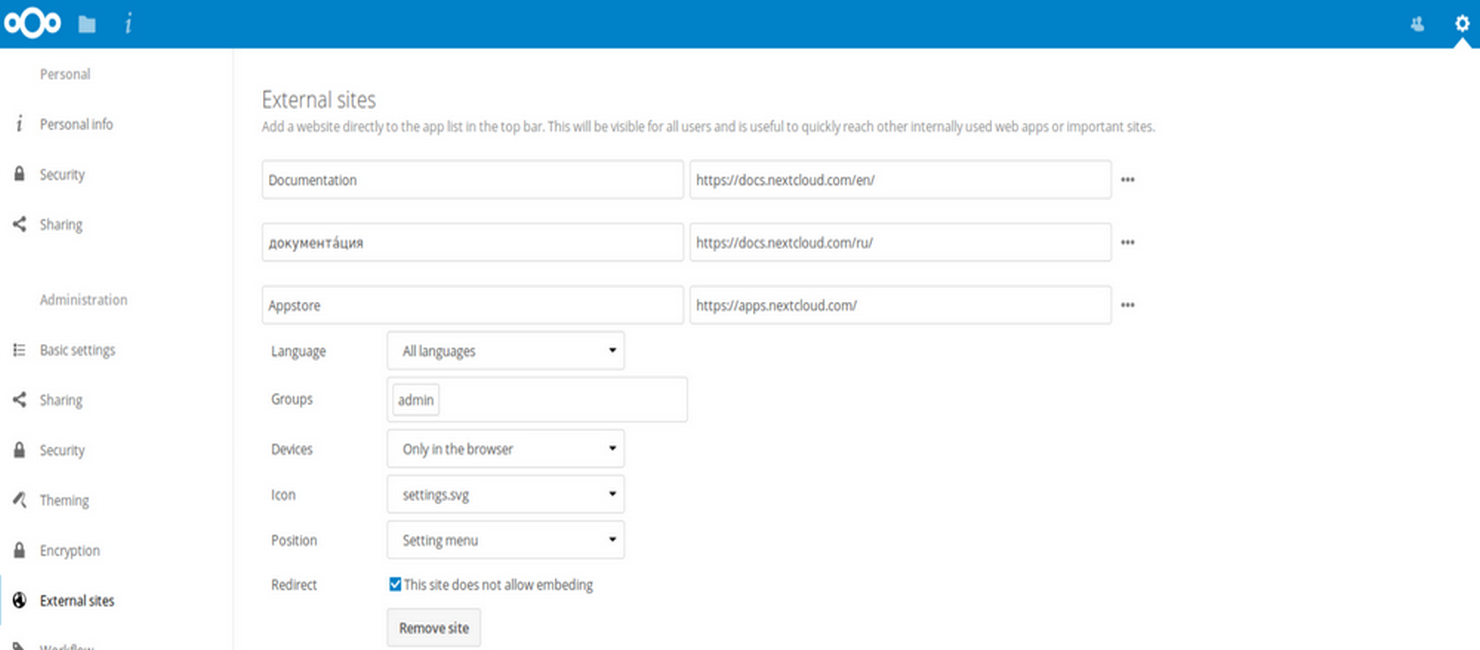 Personal
Personal info
Security
Sharing
Administration
Basic settings
Sharing
Security
Theming
Encryption
External sites
Workflow
External sites
Add a website directly to the app list in the top bar. This will be visible for all users and is useful to quickly reach other internally used web apps or important sites.
Documentation https://docs.nextcloud.com/en/
документа́ция https://docs.nextcloud.com/ru/
Appstore https://apps.nextcloud.com/
Language All languages
Groups admin
Devices Only in the browser
Icon settings.svg
Position Setting menu
Redirect This site does not allow embeding
Remove site